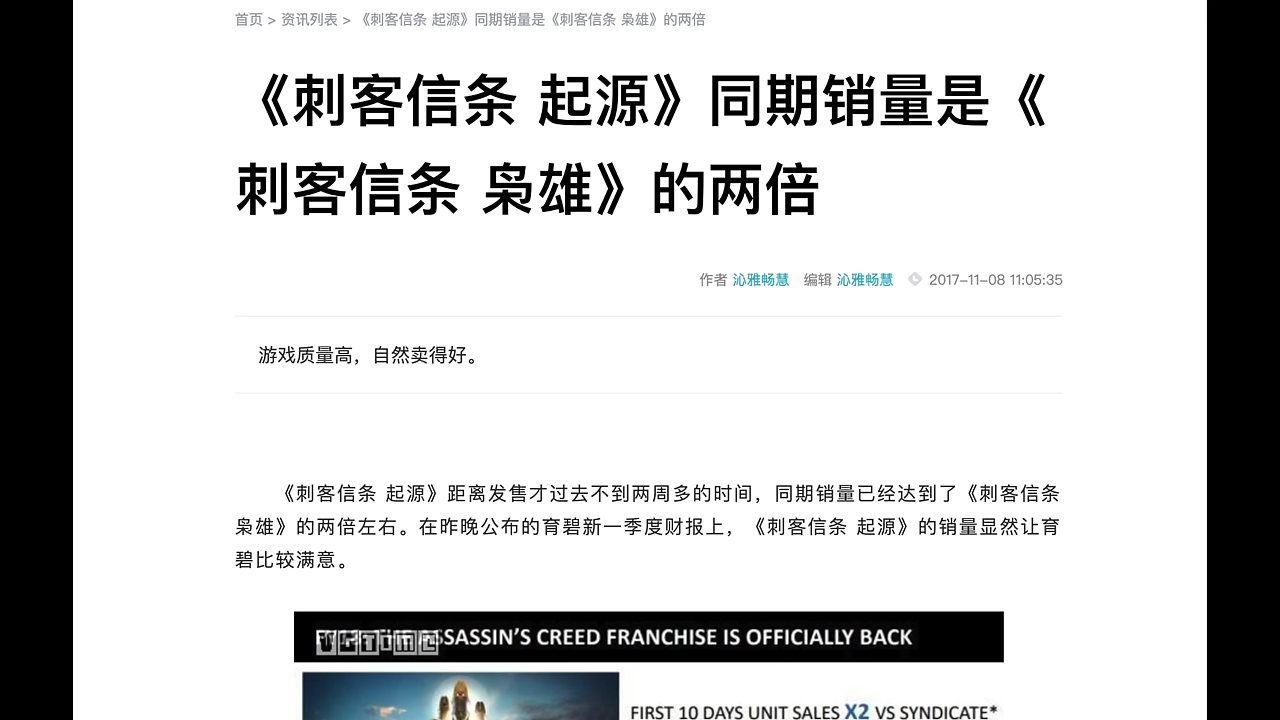 首页 > 资讯列表 > 《刺客信条 起源》同期销量是《刺客信条 枭雄》的两倍
《刺客信条 起源》同期销量是《
刺客信条 枭雄》的两倍
作者 沁雅畅慧 编辑 沁雅畅慧 2017-11-08 11:05:35
游戏质量高，自然卖得好。
《刺客信条 起源》距离发售才过去不到两周多的时间，同期销量已经达到了《刺客信条
枭雄》的两倍左右。在昨晚公布的育碧新一季度财报上，《刺客信条 起源》的销量显然让育
碧比较满意。
ASSASSIN'S CREED FRANCHISE IS OFFICIALLY BACK
VGTIME
FIRST 10 DAYS UNIT SALES X2 VS SYNDICATE*